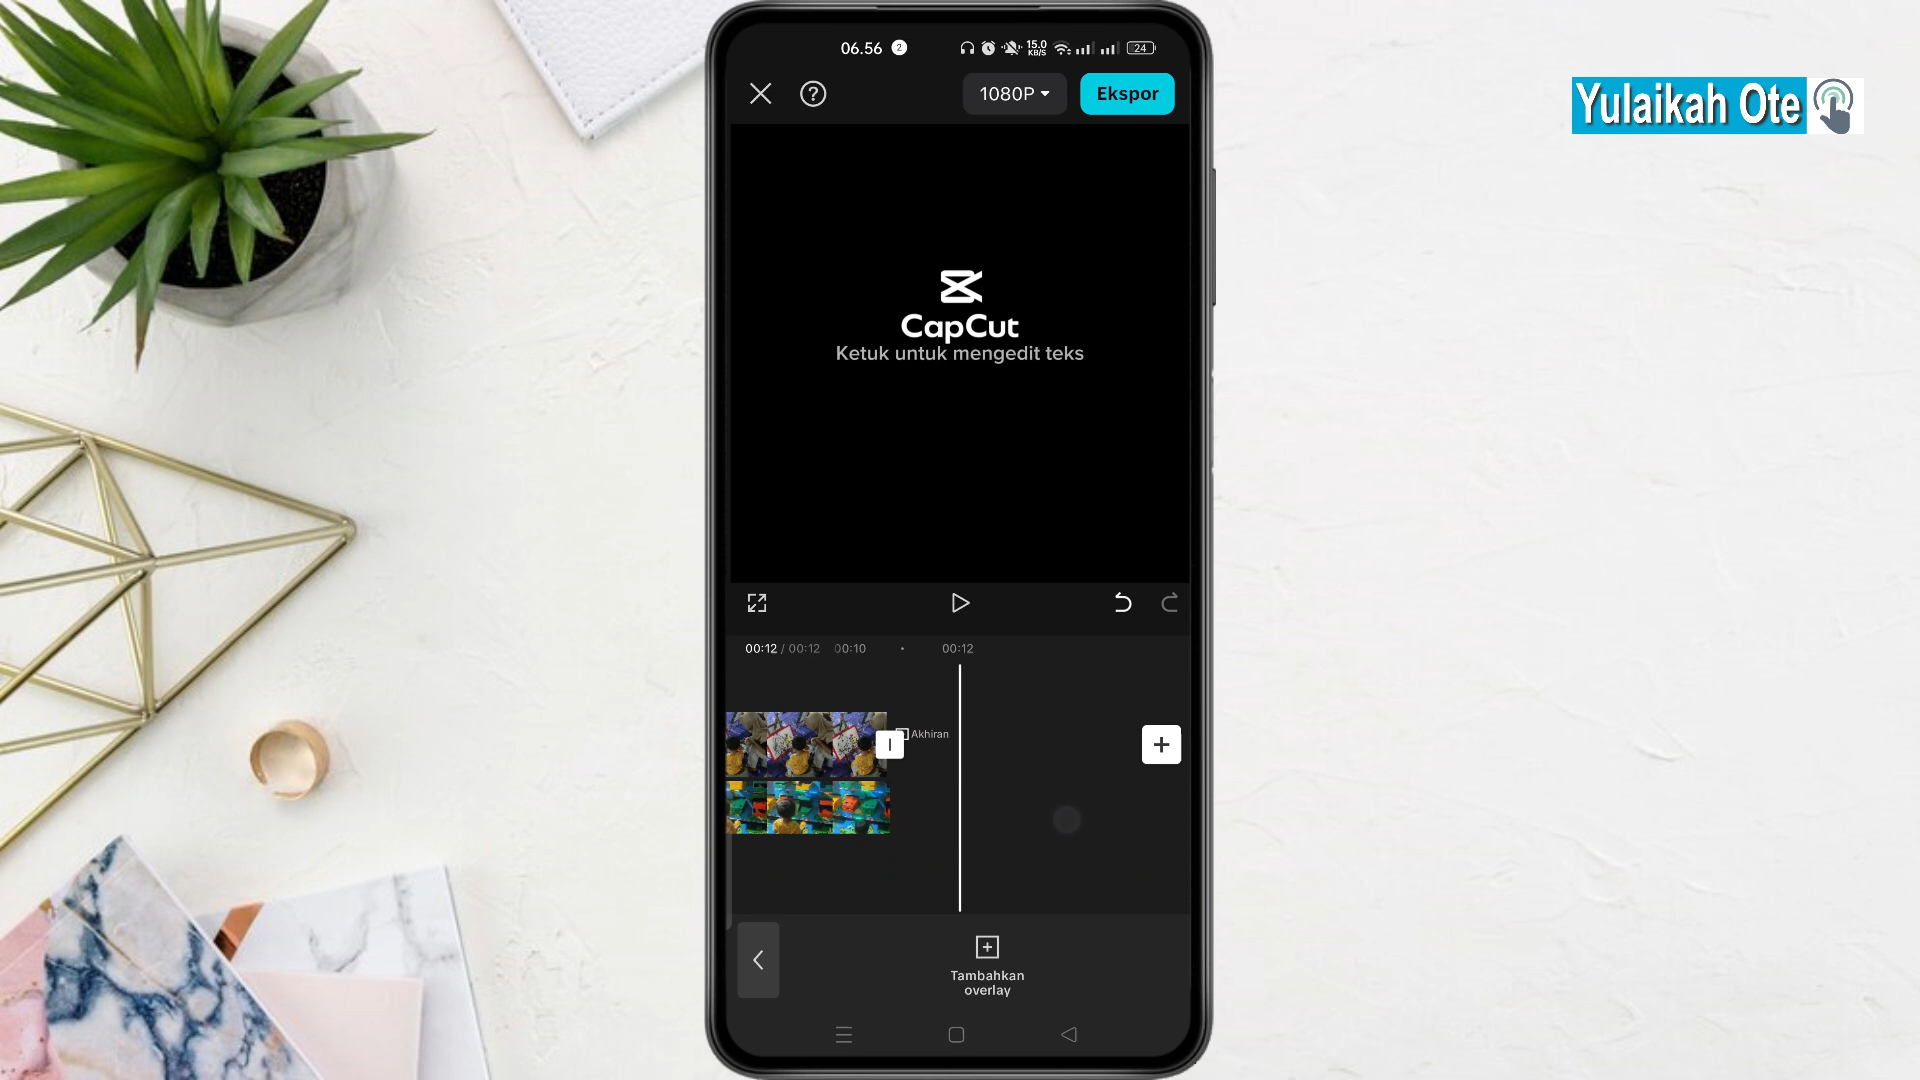 06.56 2
15.0
KB/S
24
1080P
Ekspor
Yulaikah Ote
CapCut
Ketuk untuk mengedit teks
00:12 / 00:12 00:10 00:12
Akhiran
Tambahkan
overlay